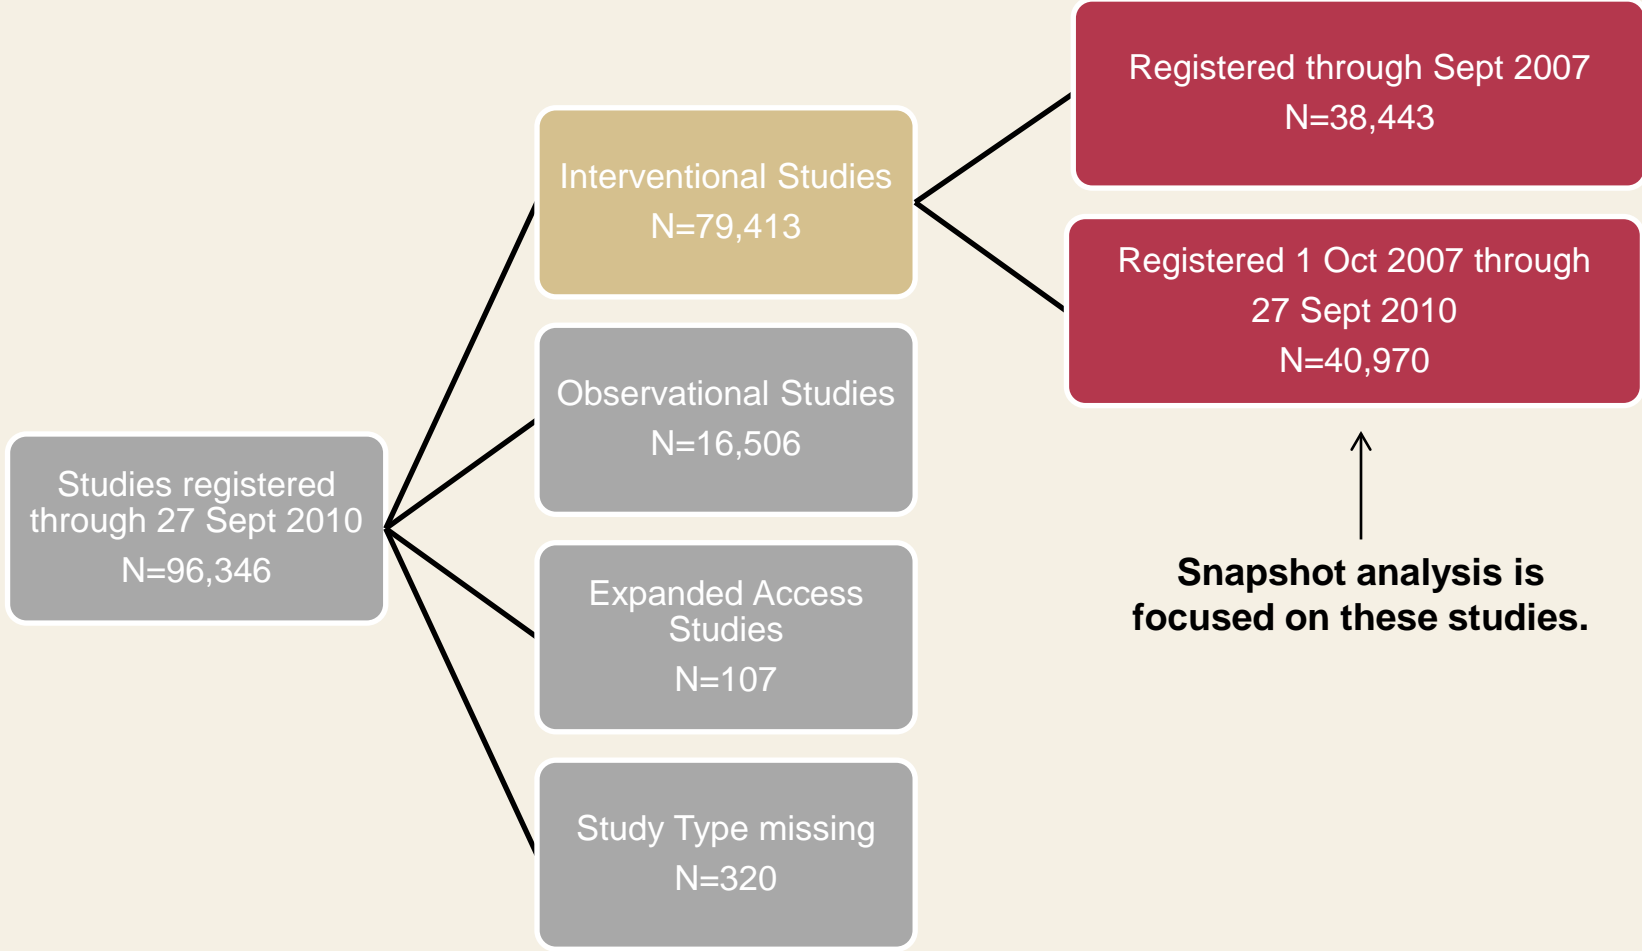 Studies registered
through 27 Sept 2010
N=96,346
Interventional Studies
N=79,413
Observational Studies
N=16,506
Expanded Access
Studies
N=107
Study Type missing
N=320
Registered through Sept 2007
N=38,443
Registered 1 Oct 2007 through
27 Sept 2010
N=40,970
Snapshot analysis is
focused on these studies.